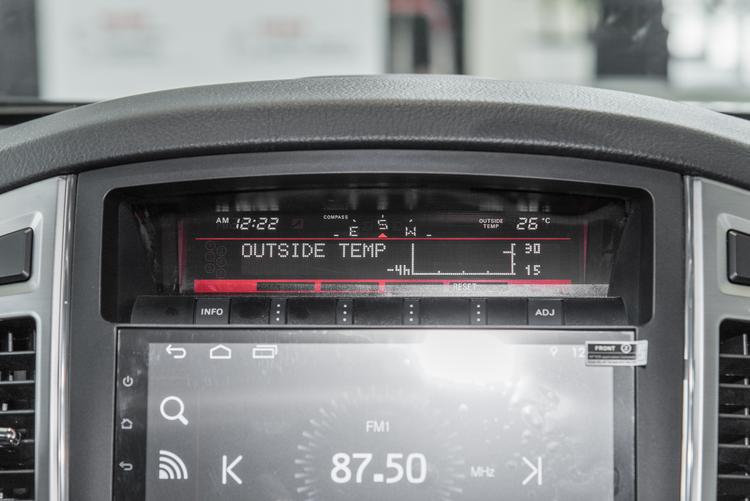 AM 12:22 COMPASS E S W OUTSIDE TEMP 26 °C
OUTSIDE TEMP 30
-4h 15
RESET
INFO ADJ
12
FRONT
FM1
87.50 MHz